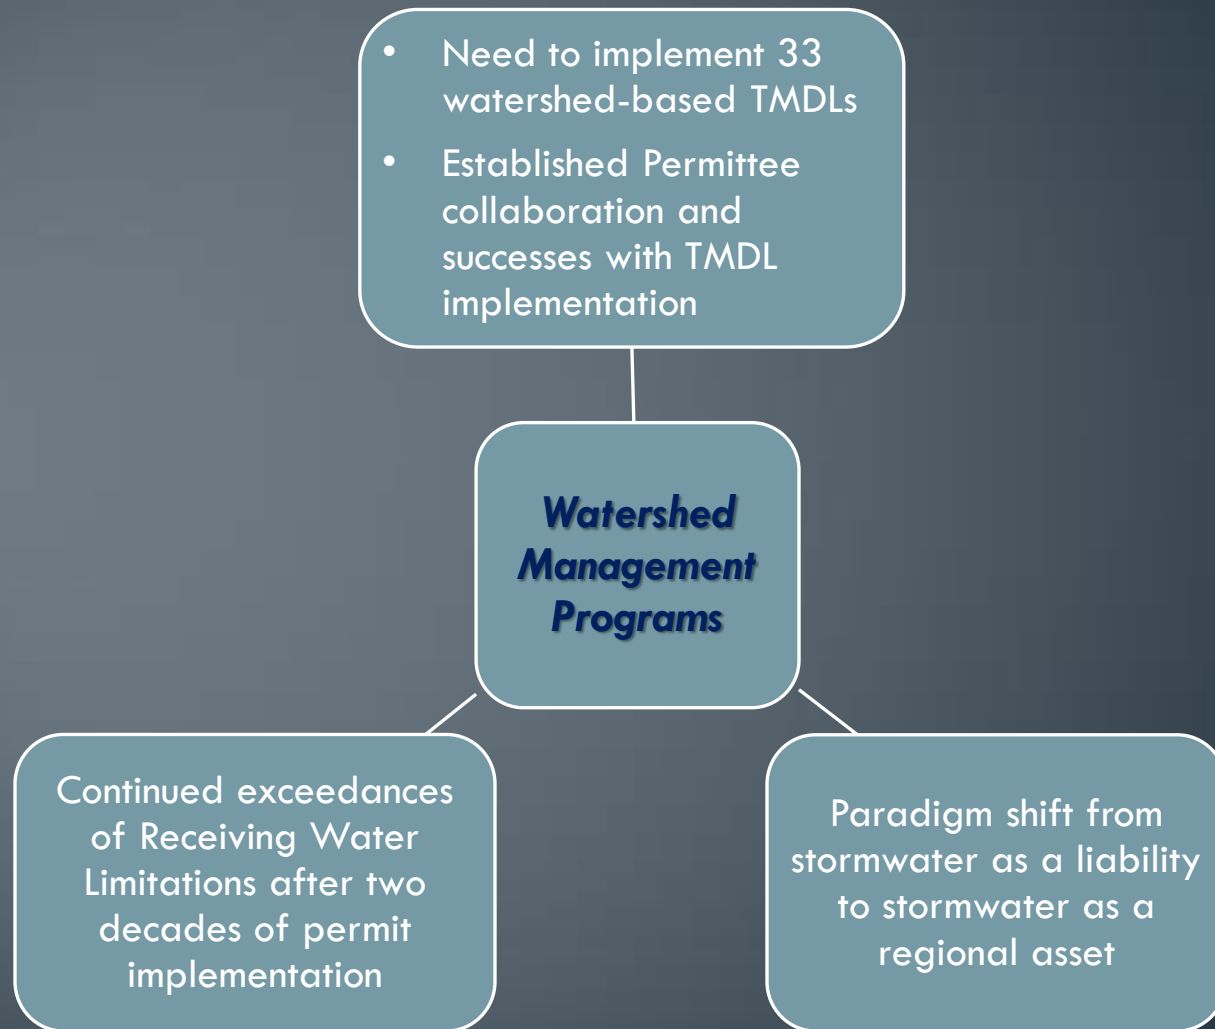 • Need to implement 33
watershed-based TMDLs
• Established Permittee
collaboration and
successes with TMDL
implementation
Watershed
Management
Programs
Continued exceedances
of Receiving Water
Limitations after two
decades of permit
implementation
Paradigm shift from
stormwater as a liability
to stormwater as a
regional asset